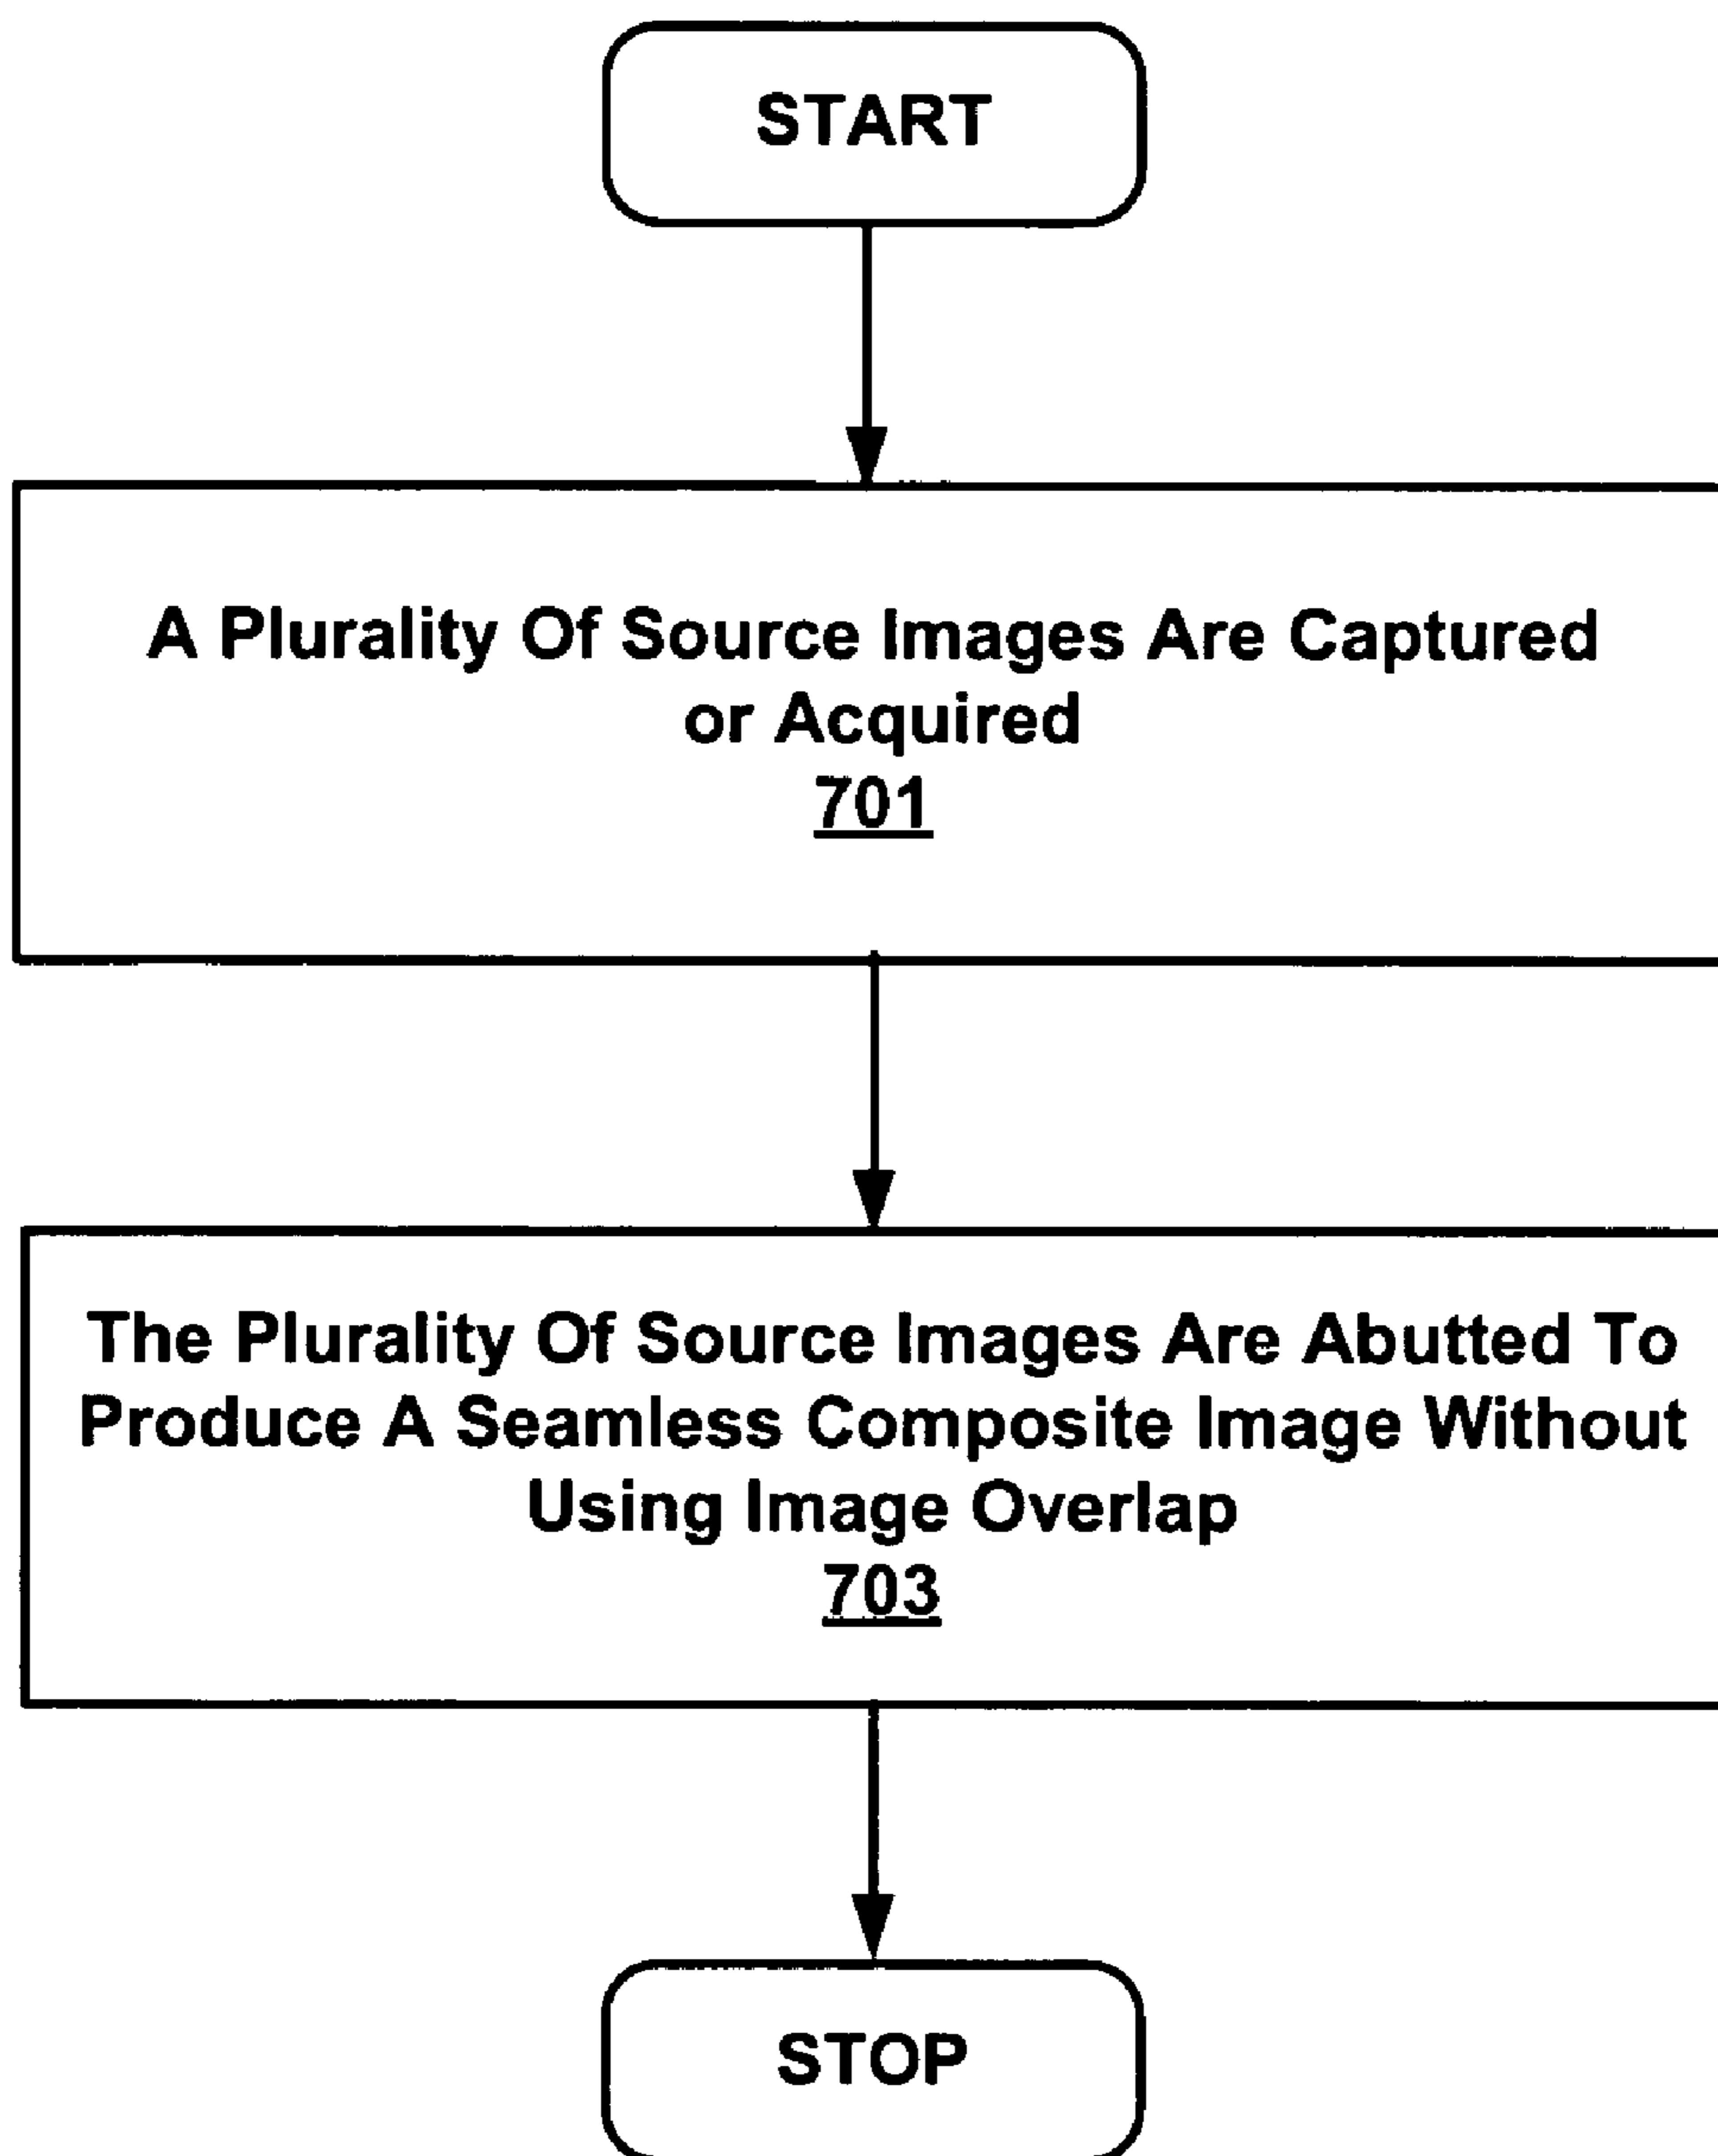 START
A Plurality Of Source Images Are Captured
or Acquired
701
The Plurality Of Source Images Are Abutted To
Produce A Seamless Composite Image Without
Using Image Overlap
703
STOP